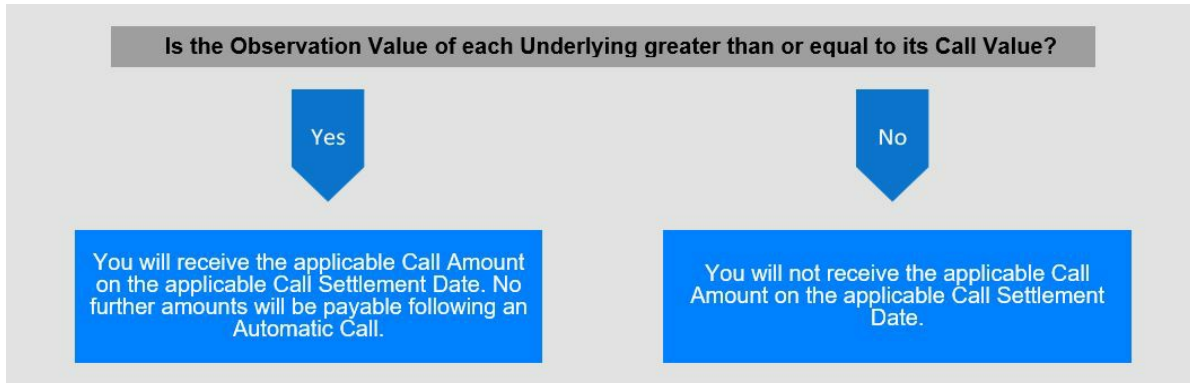 Is the Observation Value of each Underlying greater than or equal to its Call Value?
Yes
No
You will receive the applicable Call Amount
on the applicable Call Settlement Date. No
further amounts will be payable following an
Automatic Call.
You will not receive the applicable Call
Amount on the applicable Call Settlement
Date.